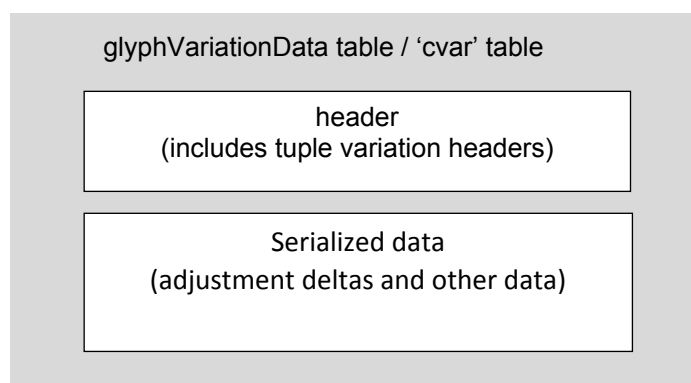 glyphVariationData table / ‘cvar’ table
header
(includes tuple variation headers)
Serialized data
(adjustment deltas and other data)